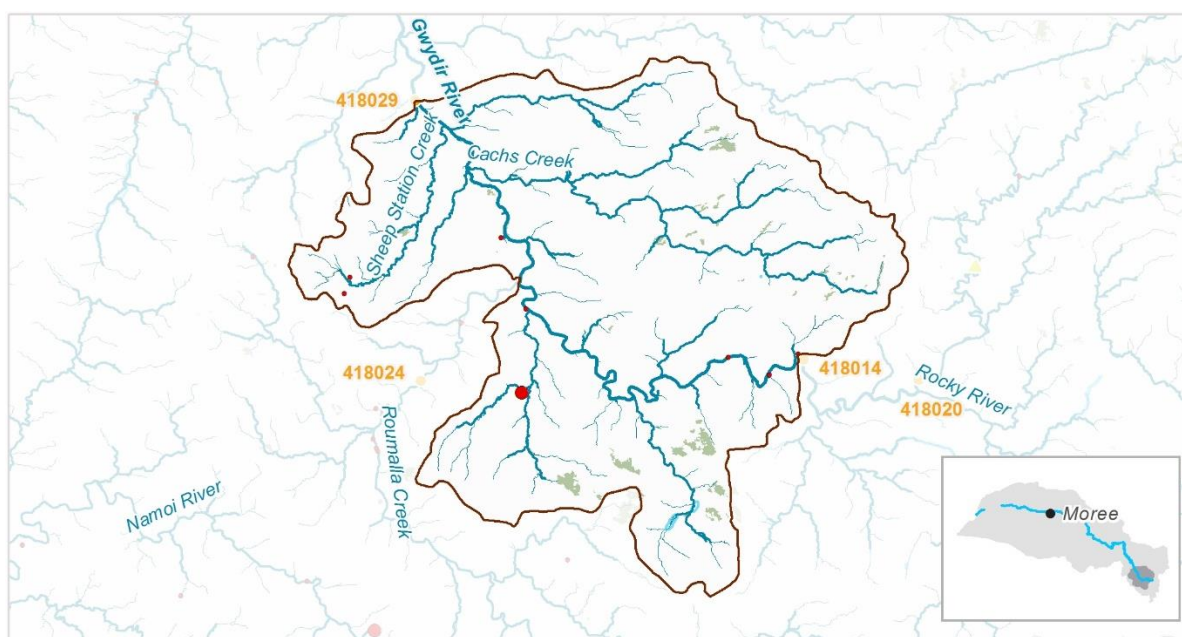 Gwydir River
418029
Sheep Station Creek
Cachs Creek
418024
418014
Rocky River
418020
Roumalla Creek
Namoi River
Moree